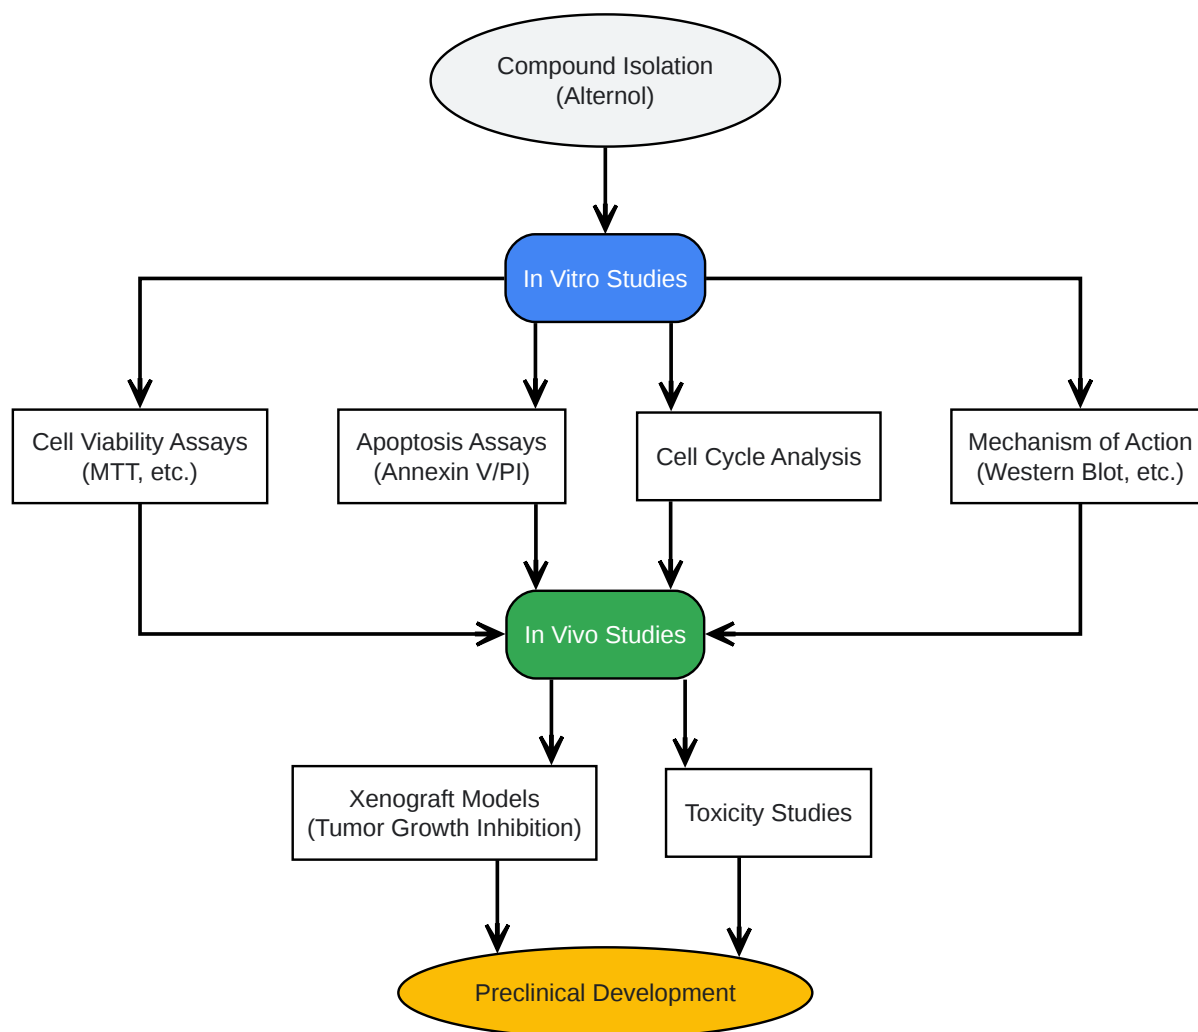 Compound Isolation
(Alternol)
In Vitro Studies
Cell Viability Assays
(MTT, etc.)
Apoptosis Assays
(Annexin V/PI)
Cell Cycle Analysis
Mechanism of Action
(Western Blot, etc.)
In Vivo Studies
Xenograft Models
(Tumor Growth Inhibition)
Toxicity Studies
Preclinical Development